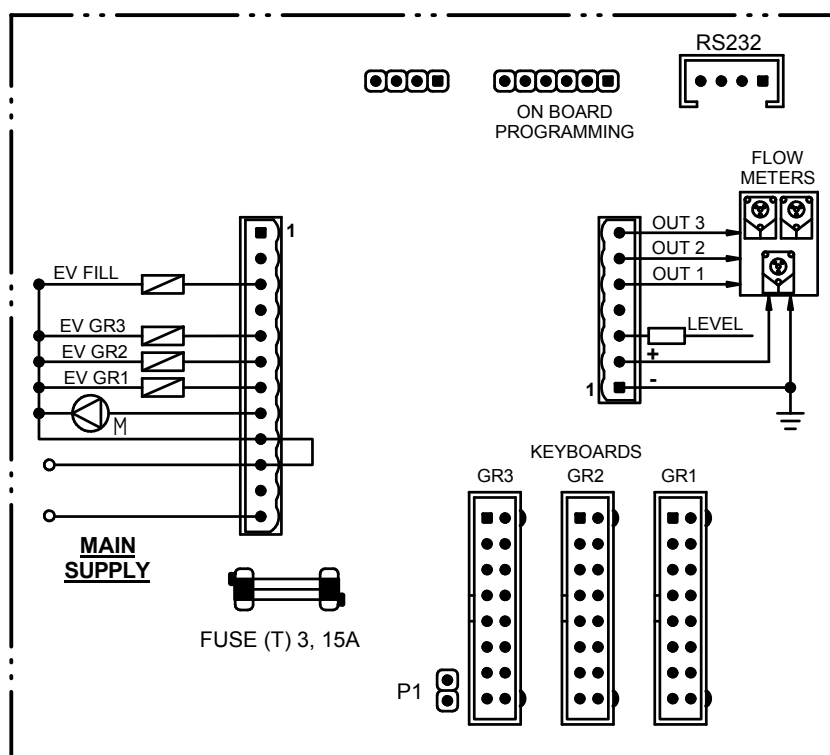 RS232
ON BOARD
PROGRAMMING
FLOW
METERS
1
OUT 3
OUT 2
EV FILL
OUT 1
EV GR3
LEVEL
EV GR2
+
EV GR1
-
1
M
KEYBOARDS
GR3
GR2
GR1
MAIN
SUPPLY
FUSE (T) 3, 15A
P1